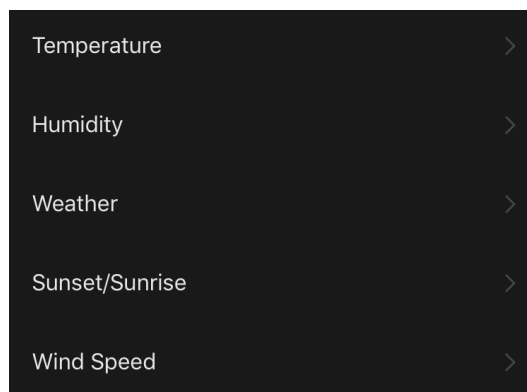 Temperature
Humidity
Weather
Sunset/Sunrise
Wind Speed